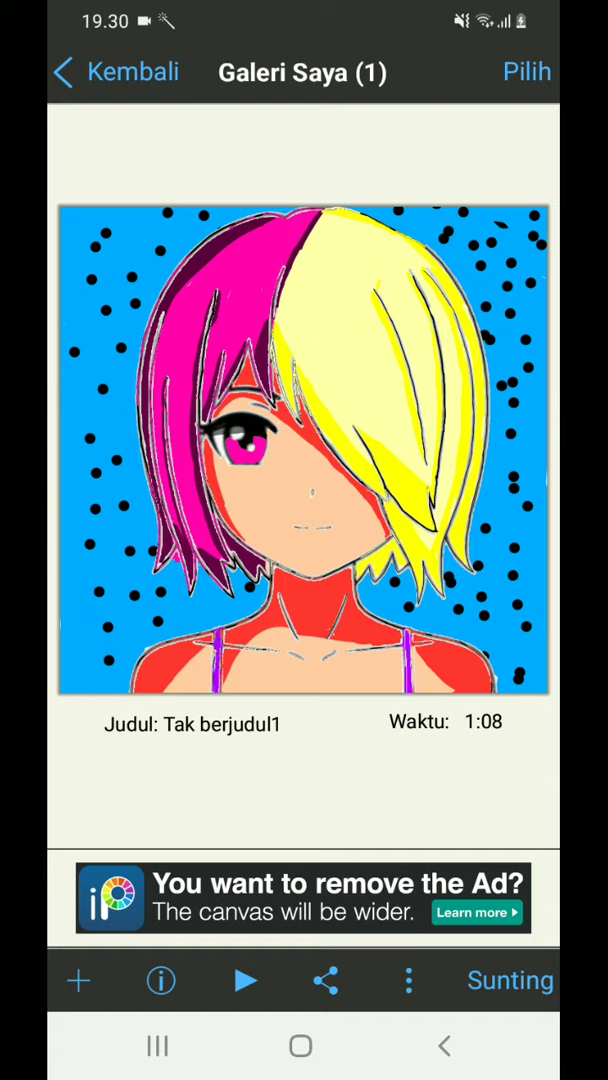 19.30
Kembali Galeri Saya (1) Pilih
Judul: Tak berjudul1 Waktu: 1:08
iP You want to remove the Ad?
The canvas will be wider. Learn more
Sunting